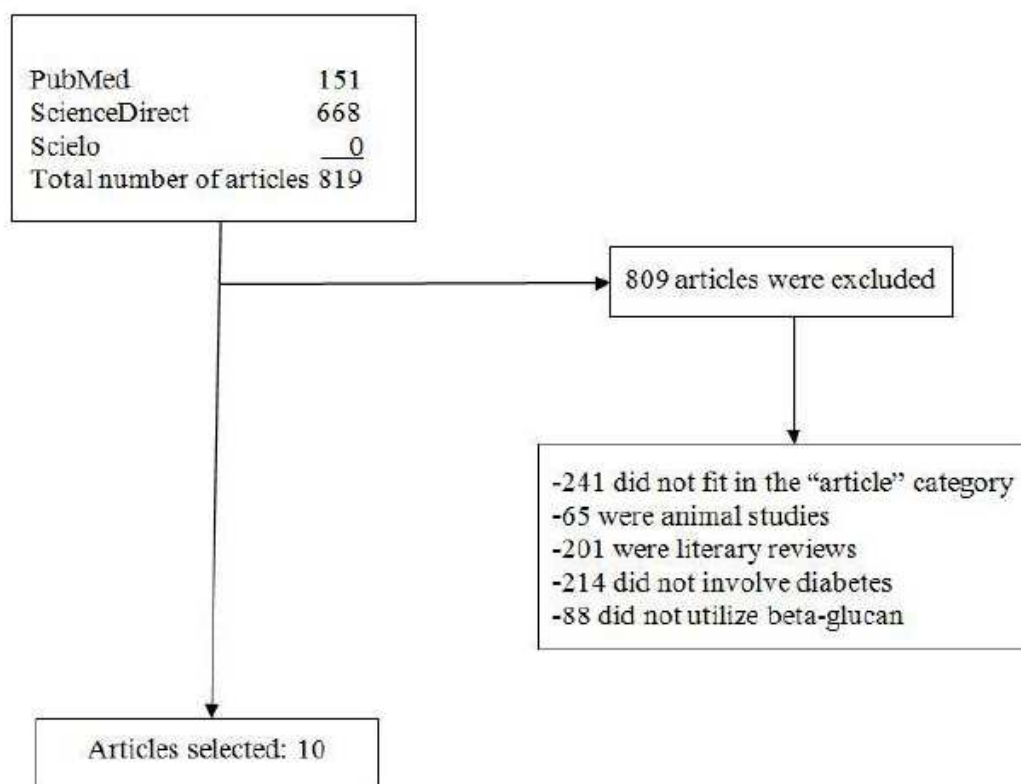 PubMed 151
ScienceDirect 668
Scielo 0
Total number of articles 819
809 articles were excluded
-241 did not fit in the “article” category
-65 were animal studies
-201 were literary reviews
-214 did not involve diabetes
-88 did not utilize beta-glucan
Articles selected: 10